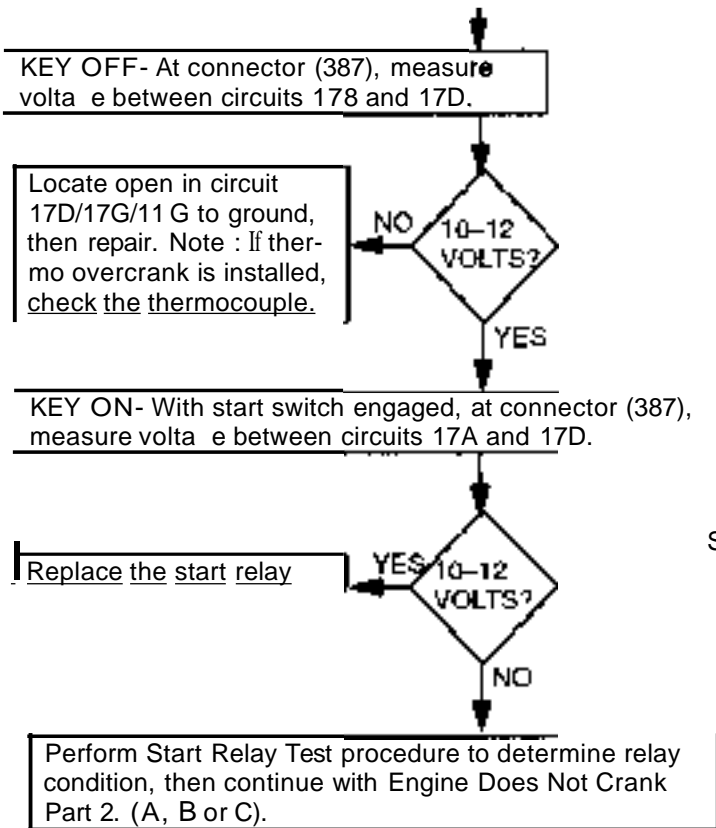 KEY OFF- At connector (387), measure
volta e between circuits 178 and 17D.
Locate open in circuit
17D/17G/11 G to ground,
then repair. Note : If ther-
mo overcrank is installed,
check the thermocouple.
NO
10–12
VOLTS?
YES
KEY ON- With start switch engaged, at connector (387),
measure volta e between circuits 17A and 17D.
Replace the start relay
YES
10–12
VOLTS?
S
NO
Perform Start Relay Test procedure to determine relay
condition, then continue with Engine Does Not Crank
Part 2. (A, B or C).